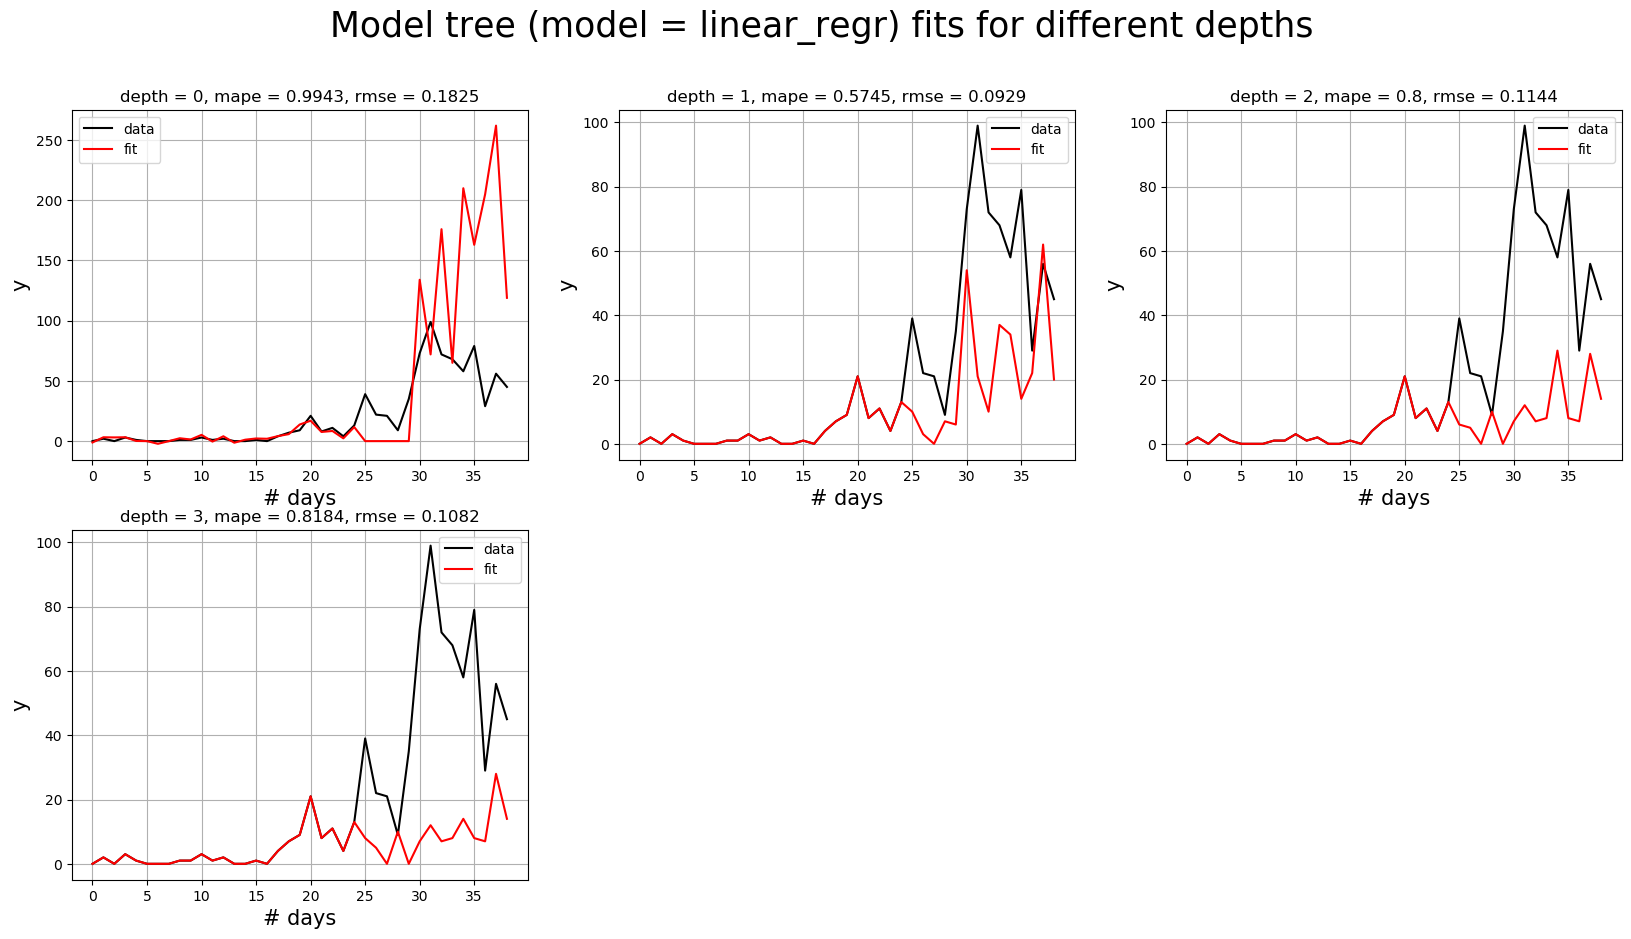 Model tree (model = linear_regr) fits for different depths
depth = 0, mape = 0.9943, rmse = 0.1825
data
fit
250
200
150
100
50
0
y
0 5 10 15 20 25 30 35
# days
depth = 1, mape = 0.5745, rmse = 0.0929
data
fit
100
80
60
40
20
0
y
0 5 10 15 20 25 30 35
# days
depth = 2, mape = 0.8, rmse = 0.1144
data
fit
100
80
60
40
20
0
y
0 5 10 15 20 25 30 35
# days
depth = 3, mape = 0.8184, rmse = 0.1082
data
fit
100
80
60
40
20
0
y
0 5 10 15 20 25 30 35
# days